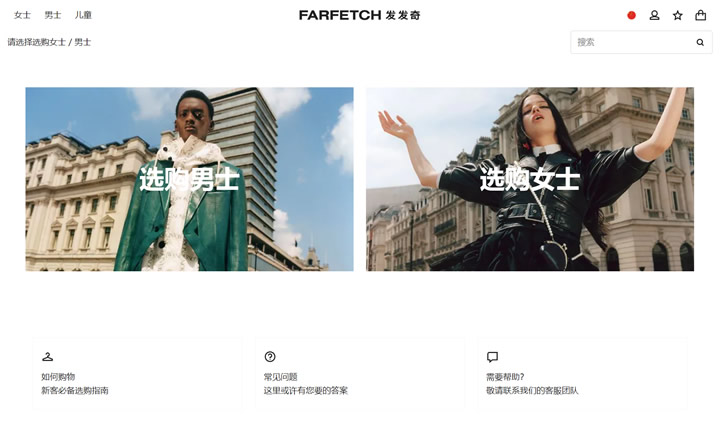 女士 男士 儿童
FARFETCH 发发奇
请选择选购女士 / 男士
搜索
选购男士
选购女士
如何购物
新客必备选购指南
常见问题
这里或许有您要的答案
需要帮助?
敬请联系我们的客服团队